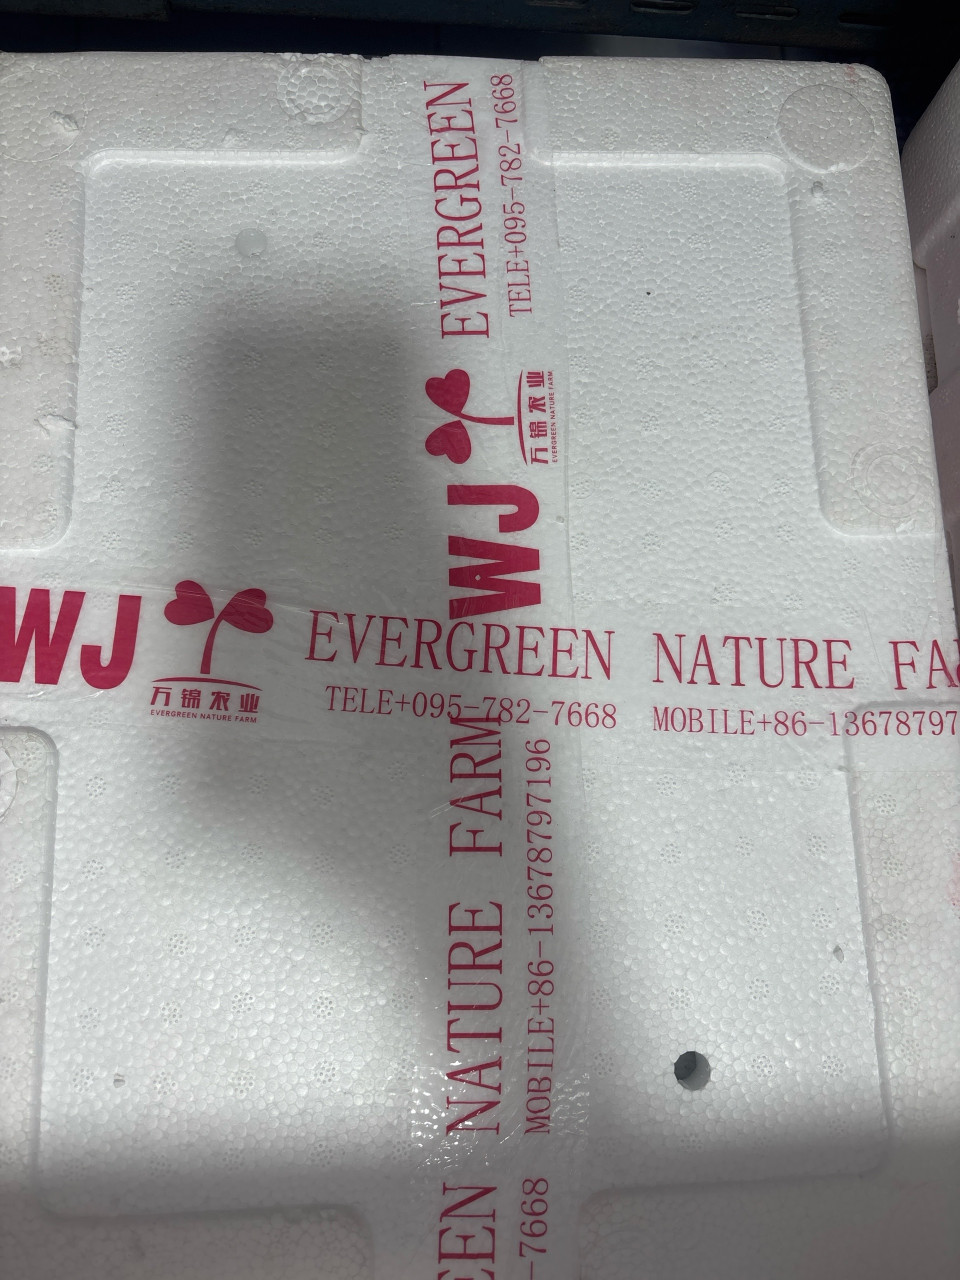 WJ
万锦农业
EVERGREEN NATURE FARM
EVERGREEN NATURE FA
TELE+095-782-7668 MOBILE+86-13678797
EVERGREEN
TELE+095-782-7668
WJ
万锦农业
EVERGREEN NATURE FARM
NATURE FARM
MOBILE+86-13678797196
EEN
-7668